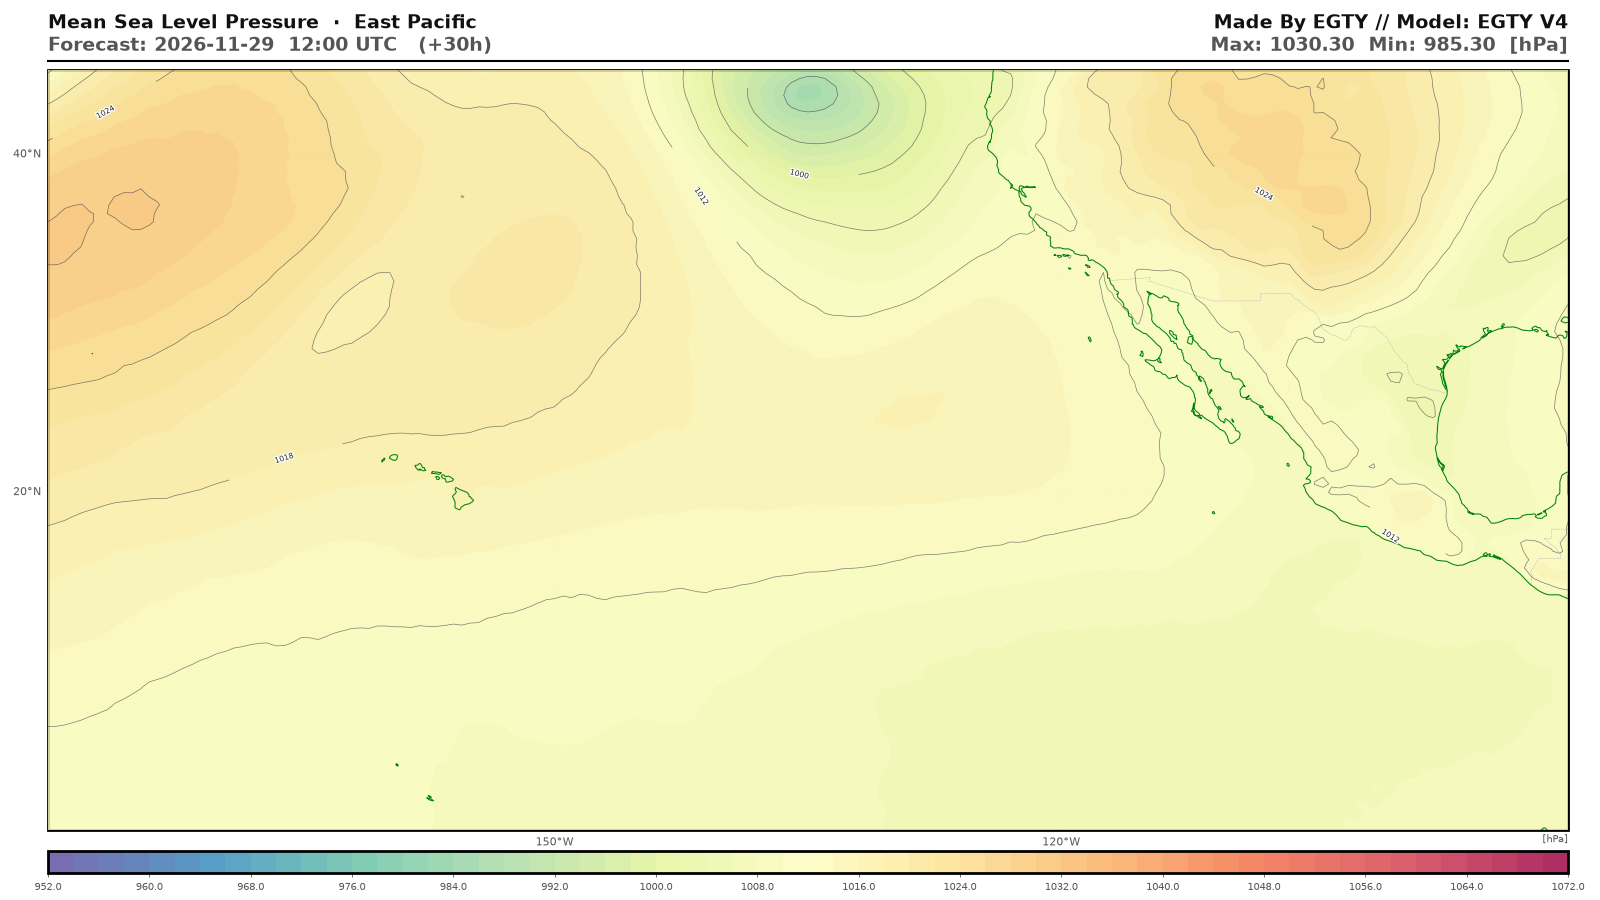 Mean Sea Level Pressure · East Pacific
Made By EGTY // Model: EGTY V4
Forecast: 2026-11-29 12:00 UTC (+30h)
Max: 1030.30 Min: 985.30 [hPa]
1024
40°N
1000
1012
1024
1018
20°N
1012
150°W
120°W
[hPa]
952.0 960.0 968.0 976.0 984.0 992.0 1000.0 1008.0 1016.0 1024.0 1032.0 1040.0 1048.0 1056.0 1064.0 1072.0